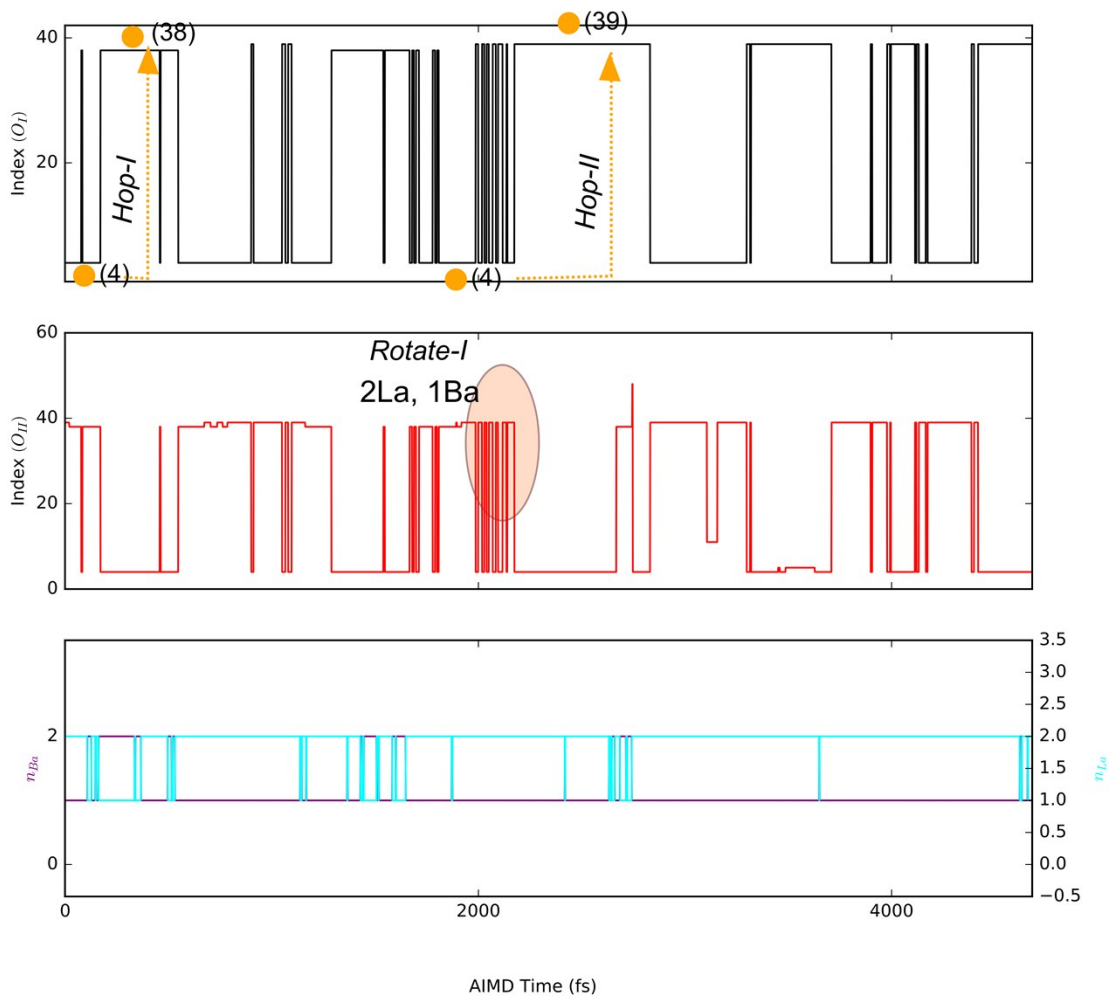 (38)
(39)
40
20
Index (O_I)
Hop-I
Hop-II
(4)
(4)
60
40
20
0
Index (O_II)
Rotate-I
2La, 1Ba
2
0
n_Ba
3.5
3.0
2.5
2.0
1.5
1.0
0.5
0.0
−0.5
n_La
0
2000
4000
AIMD Time (fs)